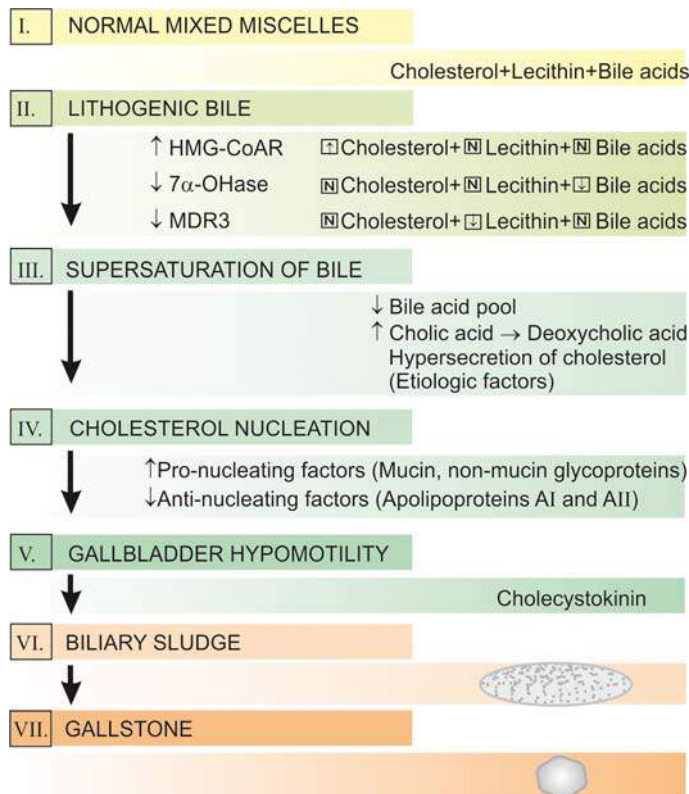 I. NORMAL MIXED MISCELLES
Cholesterol+Lecithin+Bile acids
II. LITHOGENIC BILE
↑ HMG-CoAR ↑Cholesterol+ N Lecithin+ N Bile acids
↓ 7α-OHase N Cholesterol+ N Lecithin+ ↓ Bile acids
↓ MDR3 N Cholesterol+ ↓ Lecithin+ N Bile acids
III. SUPERSATURATION OF BILE
↓ Bile acid pool
↑ Cholic acid → Deoxycholic acid
Hypersecretion of cholesterol
(Etiologic factors)
IV. CHOLESTEROL NUCLEATION
↑Pro-nucleating factors (Mucin, non-mucin glycoproteins)
↓Anti-nucleating factors (Apolipoproteins AI and AII)
V. GALLBLADDER HYPOMOTILITY
Cholecystokinin
VI. BILIARY SLUDGE
VII. GALLSTONE